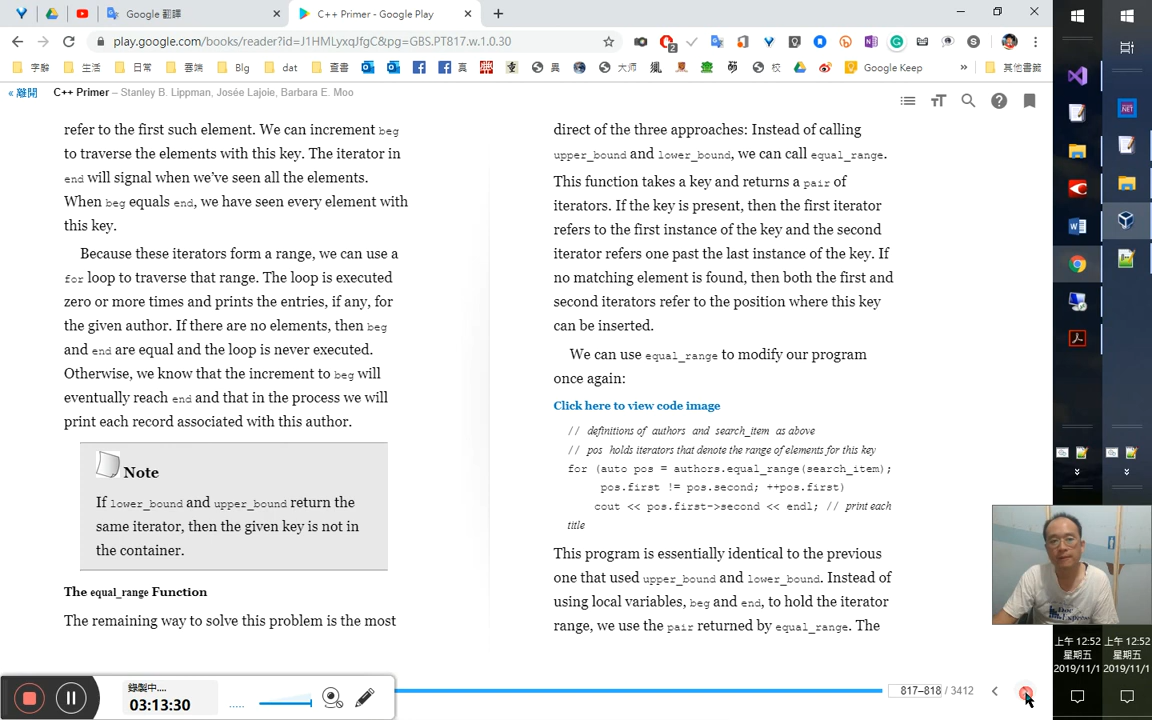 Google 翻譯
C++ Primer - Google Play
play.google.com/books/reader?id=J1HMLyxqJfgC&pg=GBS.PT817.w.1.0.30
2
字辭
生活
日常
雲端
Blg
dat
查書
真
異
大师
校
Google Keep
»
其他書籤
« 離開
C++ Primer – Stanley B. Lippman, Josée Lajoie, Barbara E. Moo
refer to the first such element. We can increment beg
to traverse the elements with this key. The iterator in
end will signal when we’ve seen all the elements.
When beg equals end, we have seen every element with
this key.
Because these iterators form a range, we can use a
for loop to traverse that range. The loop is executed
zero or more times and prints the entries, if any, for
the given author. If there are no elements, then beg
and end are equal and the loop is never executed.
Otherwise, we know that the increment to beg will
eventually reach end and that in the process we will
print each record associated with this author.
Note
If lower_bound and upper_bound return the
same iterator, then the given key is not in
the container.
The equal_range Function
The remaining way to solve this problem is the most
direct of the three approaches: Instead of calling
upper_bound and lower_bound, we can call equal_range.
This function takes a key and returns a pair of
iterators. If the key is present, then the first iterator
refers to the first instance of the key and the second
iterator refers one past the last instance of the key. If
no matching element is found, then both the first and
second iterators refer to the position where this key
can be inserted.
We can use equal_range to modify our program
once again:
Click here to view code image
// definitions of authors and search_item as above
// pos holds iterators that denote the range of elements for this key
for (auto pos = authors.equal_range(search_item);
pos.first != pos.second; ++pos.first)
cout << pos.first->second << endl; // print each
title
This program is essentially identical to the previous
one that used upper_bound and lower_bound. Instead of
using local variables, beg and end, to hold the iterator
range, we use the pair returned by equal_range. The
錄製中....
03:13:30
817–818 / 3412
上午 12:52
星期五
2019/11/1
上午 12:52
星期五
2019/11/1